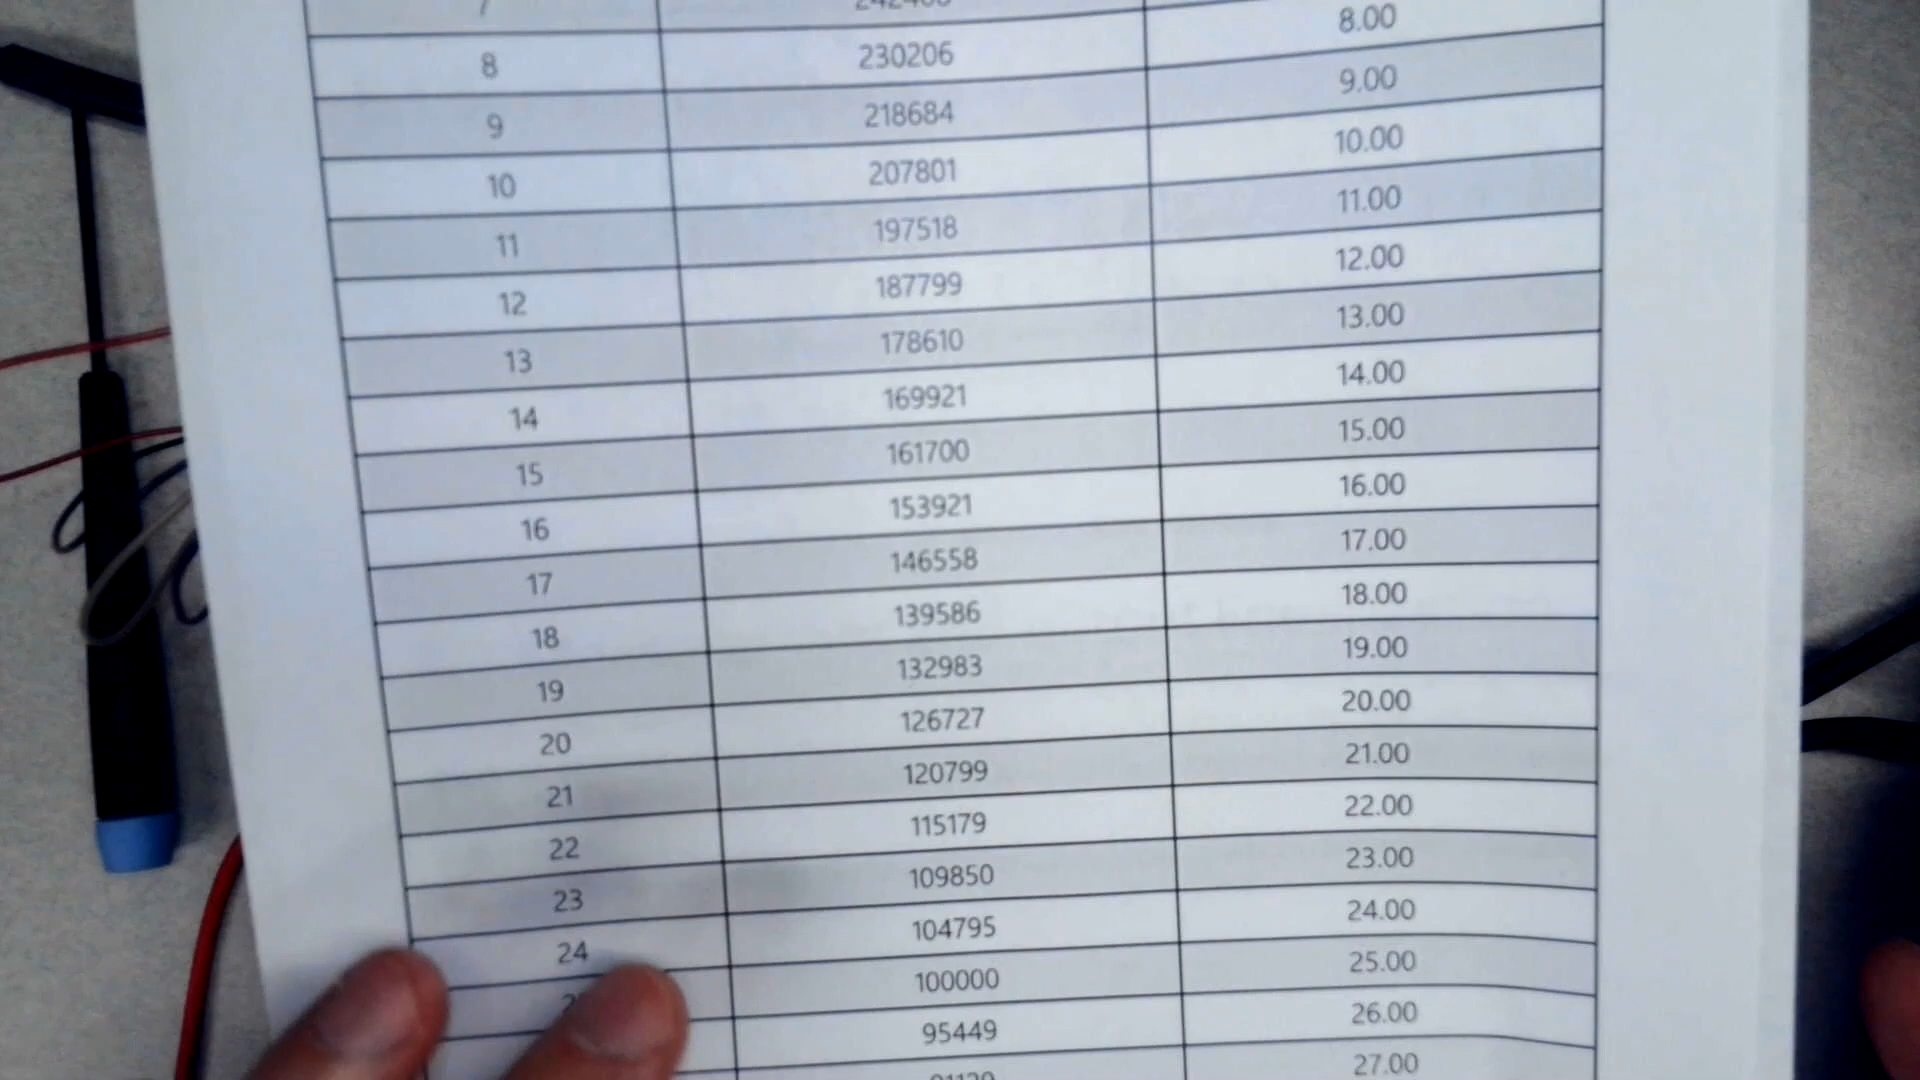 8 230206 8.00
9 218684 9.00
10 207801 10.00
11 197518 11.00
12 187799 12.00
13 178610 13.00
14 169921 14.00
15 161700 15.00
16 153921 16.00
17 146558 17.00
18 139586 18.00
19 132983 19.00
20 126727 20.00
21 120799 21.00
22 115179 22.00
23 109850 23.00
24 104795 24.00
100000 25.00
95449 26.00
27.00